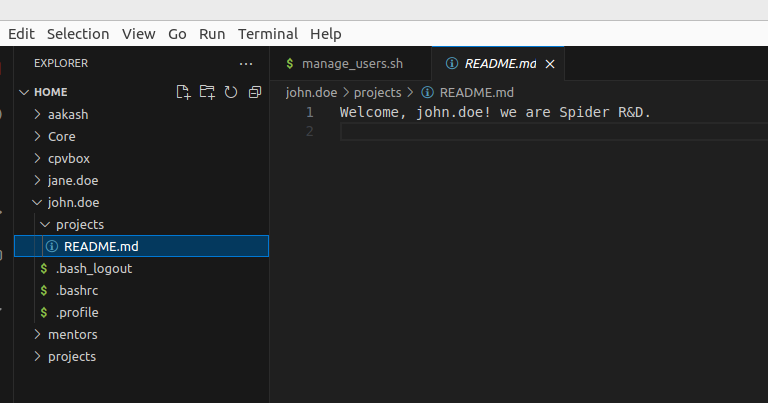 Edit Selection View Go Run Terminal Help
EXPLORER ...
HOME
aakash
Core
cpvbox
jane.doe
john.doe
projects
README.md
$ .bash_logout
$ .bashrc
$ .profile
mentors
projects
$ manage_users.sh README.md
john.doe > projects > README.md
1 Welcome, john.doe! we are Spider R&D.
2